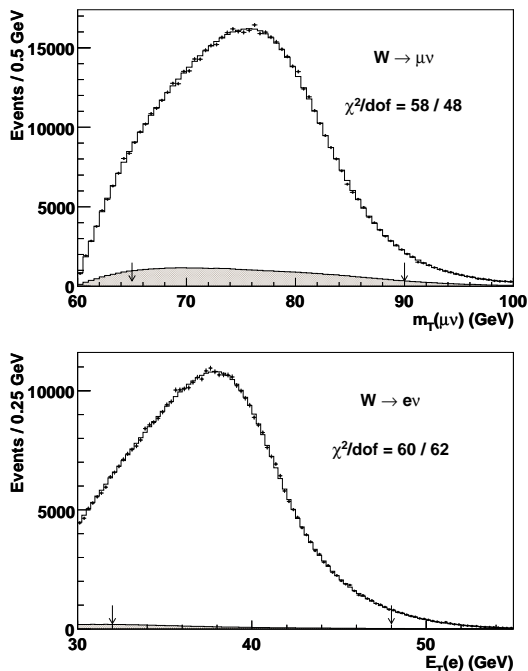 Events / 0.5 GeV
15000
10000
5000
0
W → μν
χ²/dof = 58 / 48
60 70 80 90 100
m_T(μν) (GeV)
Events / 0.25 GeV
10000
5000
0
W → eν
χ²/dof = 60 / 62
30 40 50
E_T(e) (GeV)